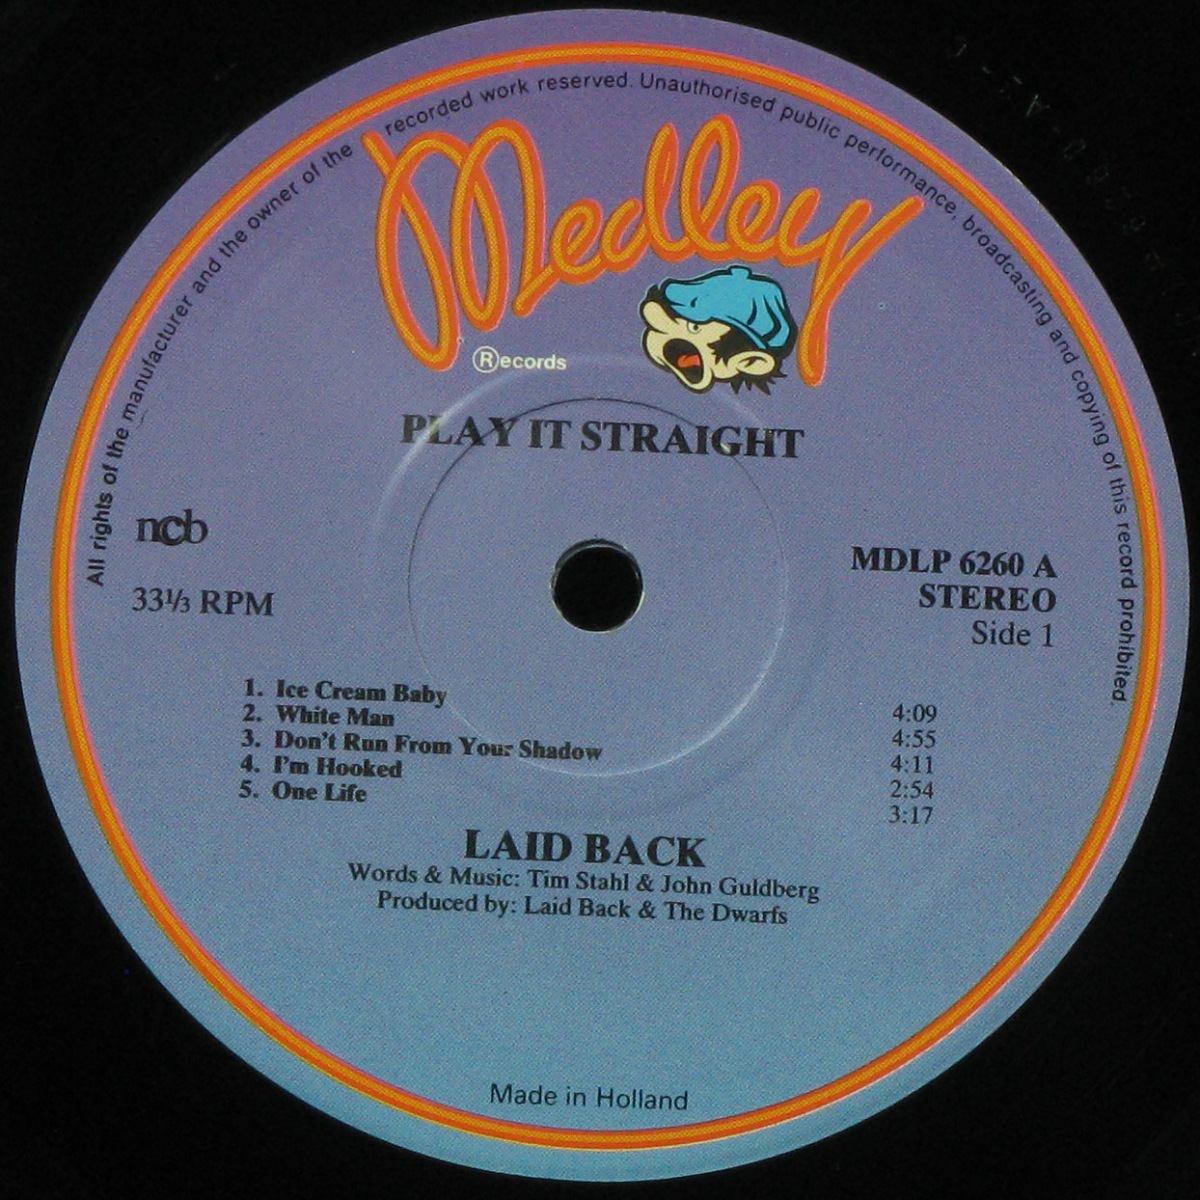 All rights of the manufacturer and the owner of the recorded work reserved. Unauthorised public performance, broadcasting and copying of this record prohibited.
Medley
Ⓡecords
PLAY IT STRAIGHT
ncb
33⅓ RPM
MDLP 6260 A
STEREO
Side 1
1. Ice Cream Baby 4:09
2. White Man 4:55
3. Don't Run From Your Shadow 4:11
4. I'm Hooked 2:54
5. One Life 3:17
LAID BACK
Words & Music: Tim Stahl & John Guldberg
Produced by: Laid Back & The Dwarfs
Made in Holland